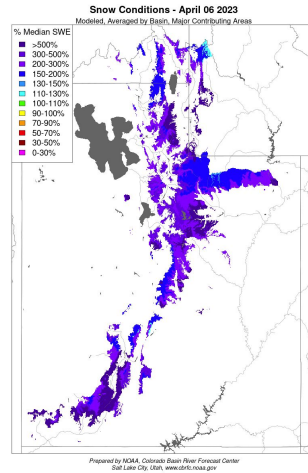 Snow Conditions - April 06 2023
Modeled, Averaged by Basin, Major Contributing Areas
% Median SWE
>500%
300-500%
200-300%
150-200%
130-150%
110-130%
100-110%
90-100%
70-90%
50-70%
30-50%
0-30%
Prepared by NOAA, Colorado Basin River Forecast Center
Salt Lake City, Utah, www.cbrfc.noaa.gov